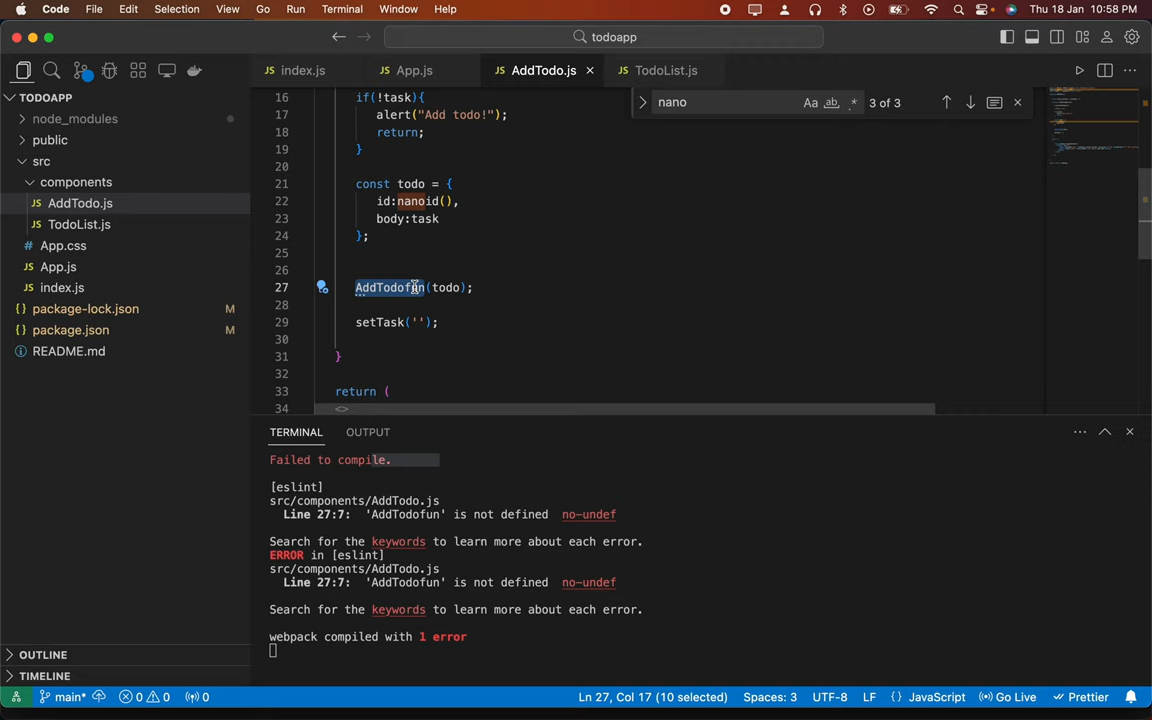 Code File Edit Selection View Go Run Terminal Window Help Thu 18 Jan 10:58 PM
todoapp
index.js App.js AddTodo.js TodoList.js
TODOAPP
node_modules
public
src
components
JS AddTodo.js
JS TodoList.js
# App.css
JS App.js
JS index.js
{} package-lock.json M
{} package.json M
README.md
OUTLINE
TIMELINE
nano Aa ab .* 3 of 3
16 if(!task){
17 alert("Add todo!");
18 return;
19 }
20
21 const todo = {
22 id:nanoid(),
23 body:task
24 };
25
26
27 AddTodofun(todo);
28
29 setTask('');
30
31 }
32
33 return (
34 <>
TERMINAL OUTPUT
Failed to compile.
[eslint]
src/components/AddTodo.js
Line 27:7: 'AddTodofun' is not defined no-undef
Search for the keywords to learn more about each error.
ERROR in [eslint]
src/components/AddTodo.js
Line 27:7: 'AddTodofun' is not defined no-undef
Search for the keywords to learn more about each error.
webpack compiled with 1 error
main* 0 0 0 Ln 27, Col 17 (10 selected) Spaces: 3 UTF-8 LF {} JavaScript Go Live Prettier